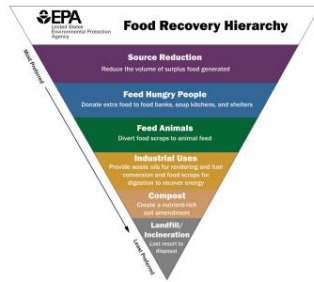 EPA
United States
Environmental Protection
Agency
Food Recovery Hierarchy
Most Preferred
Source Reduction
Reduce the volume of surplus food generated
Feed Hungry People
Donate extra food to food banks, soup kitchens, and shelters
Feed Animals
Divert food scraps to animal feed
Industrial Uses
Provide waste oils for rendering and fuel
conversion and food scraps for
digestion to recover energy
Compost
Create a nutrient-rich
soil amendment
Landfill/
Incineration
Last resort to
disposal
Least Preferred